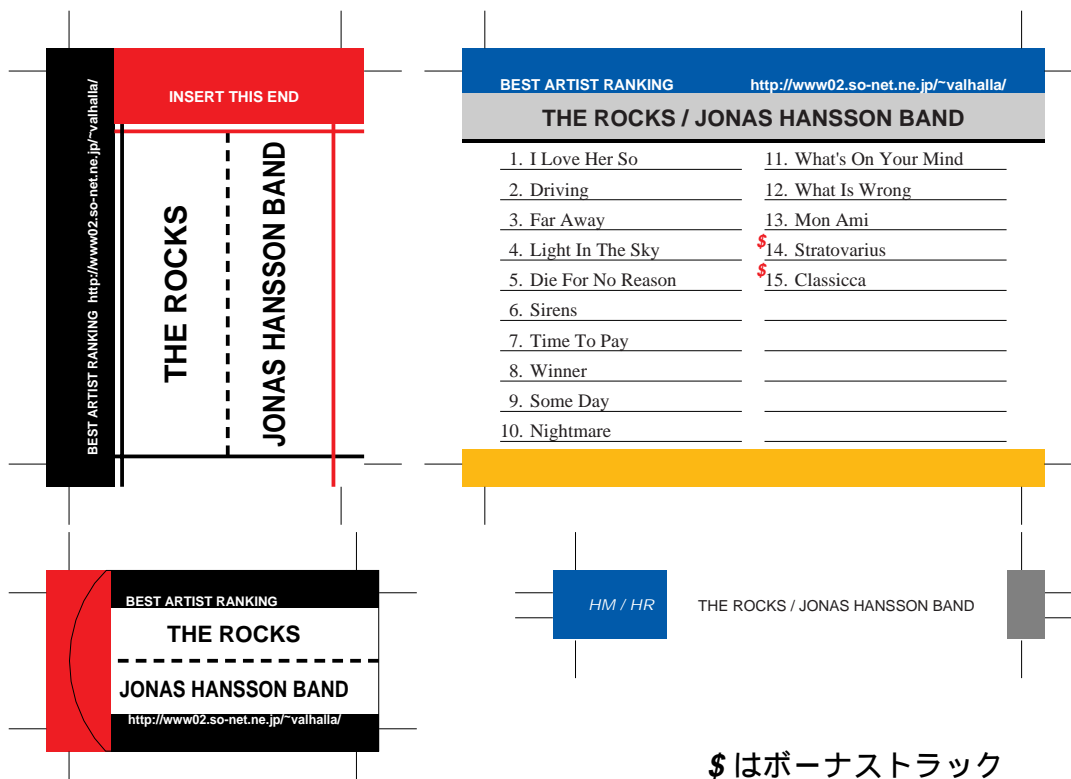 INSERT THIS END
BEST ARTIST RANKING http://www02.so-net.ne.jp/~valhalla/
THE ROCKS
JONAS HANSSON BAND
BEST ARTIST RANKING http://www02.so-net.ne.jp/~valhalla/
THE ROCKS / JONAS HANSSON BAND
1. I Love Her So
2. Driving
3. Far Away
4. Light In The Sky
5. Die For No Reason
6. Sirens
7. Time To Pay
8. Winner
9. Some Day
10. Nightmare
11. What's On Your Mind
12. What Is Wrong
13. Mon Ami
$14. Stratovarius
$15. Classicca
BEST ARTIST RANKING
THE ROCKS
JONAS HANSSON BAND
http://www02.so-net.ne.jp/~valhalla/
HM / HR
THE ROCKS / JONAS HANSSON BAND
$ はボーナストラック